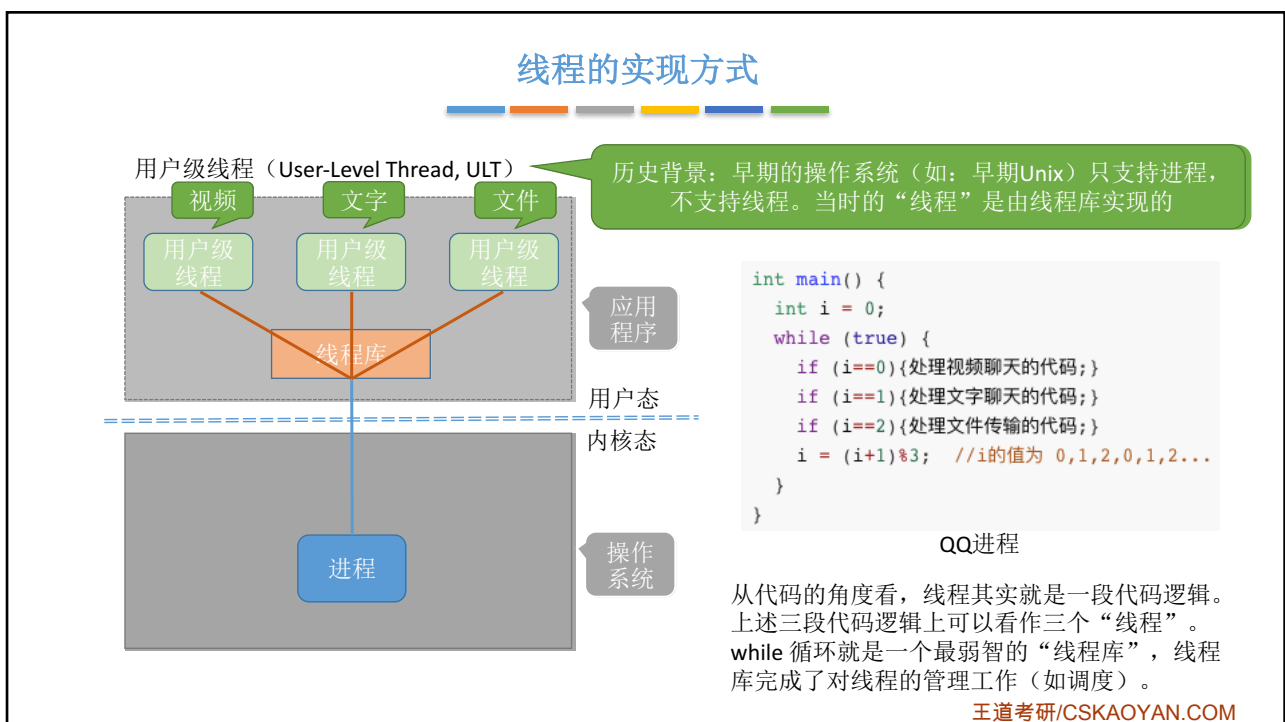 线程的实现方式
用户级线程（User-Level Thread, ULT）
历史背景：早期的操作系统（如：早期Unix）只支持进程，
不支持线程。当时的“线程”是由线程库实现的
视频
文字
文件
用户级
线程
用户级
线程
用户级
线程
应用
程序
线程库
用户态
内核态
进程
操作
系统
int main() {
int i = 0;
while (true) {
if (i==0){处理视频聊天的代码;}
if (i==1){处理文字聊天的代码;}
if (i==2){处理文件传输的代码;}
i = (i+1)%3; //i的值为 0,1,2,0,1,2...
}
}
QQ进程
从代码的角度看，线程其实就是一段代码逻辑。
上述三段代码逻辑上可以看作三个“线程”。
while 循环就是一个最弱智的“线程库”，线程
库完成了对线程的管理工作（如调度）。
王道考研/CSKAOYAN.COM